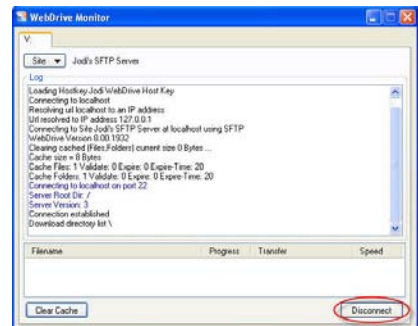 WebDrive Monitor
V:
Site Jodi's SFTP Server
Log
Loading Hostkey Jodi WebDrive Host Key
Connecting to localhost
Resolving url localhost to an IP address
Url resolved to IP address 127.0.0.1
Connecting to Site Jodi's SFTP Server at localhost using SFTP
WebDrive Version 8.00.1932
Clearing cached (Files,Folders) current size 0 Bytes ...
Cache size = 8 Bytes
Cache Files: 1 Validate: 0 Expire: 0 Expire-Time: 20
Cache Folders: 1 Validate: 0 Expire: 0 Expire-Time: 20
Connecting to localhost on port 22
Server Root Dir: /
Server Version: 3
Connection established
Download directory list \
Filename Progress Transfer Speed
Clear Cache Disconnect